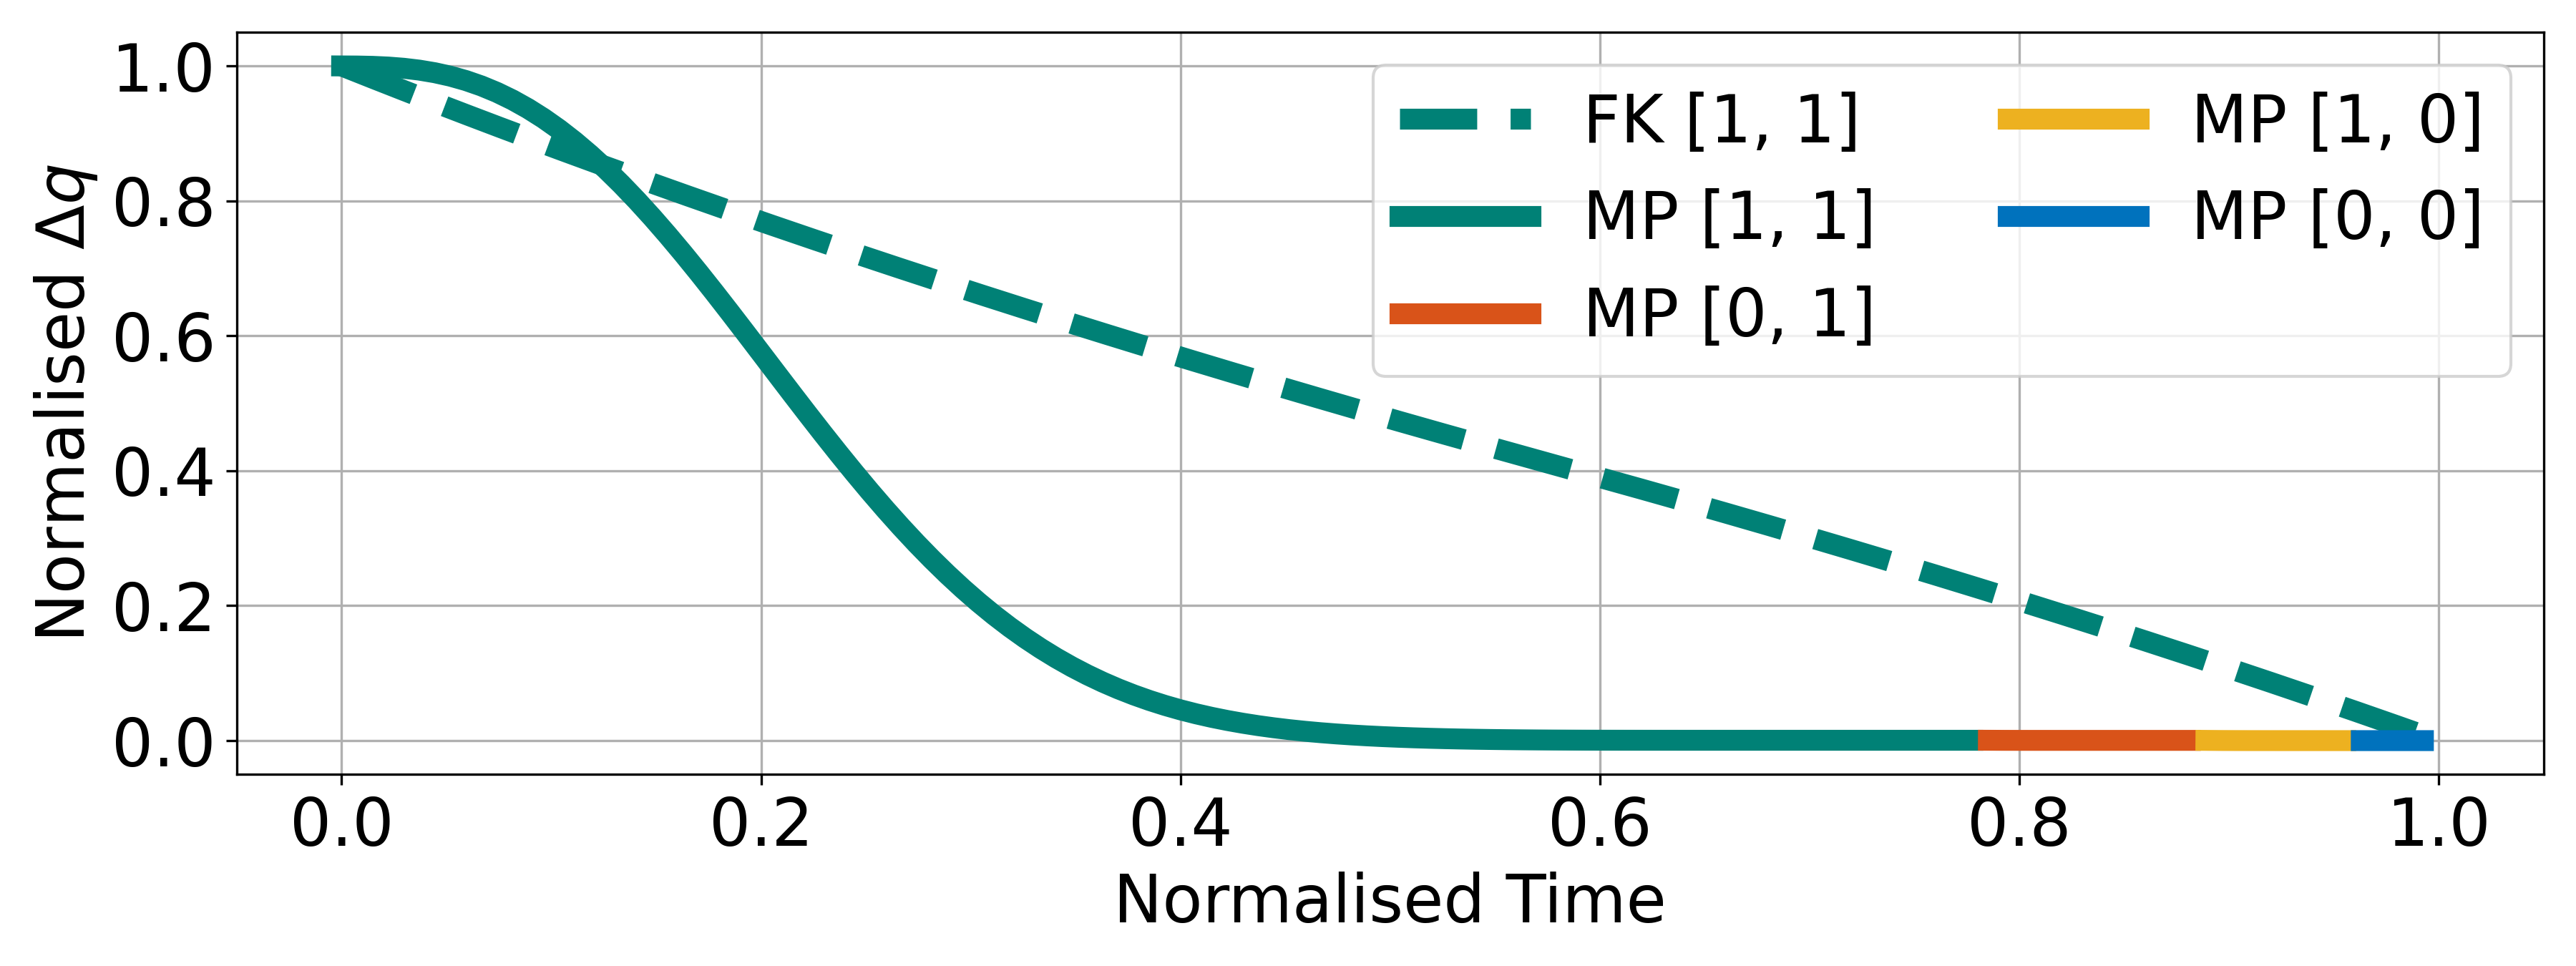 Normalised Δq
1.0
0.8
0.6
0.4
0.2
0.0
FK [1, 1]
MP [1, 1]
MP [0, 1]
MP [1, 0]
MP [0, 0]
0.0 0.2 0.4 0.6 0.8 1.0
Normalised Time